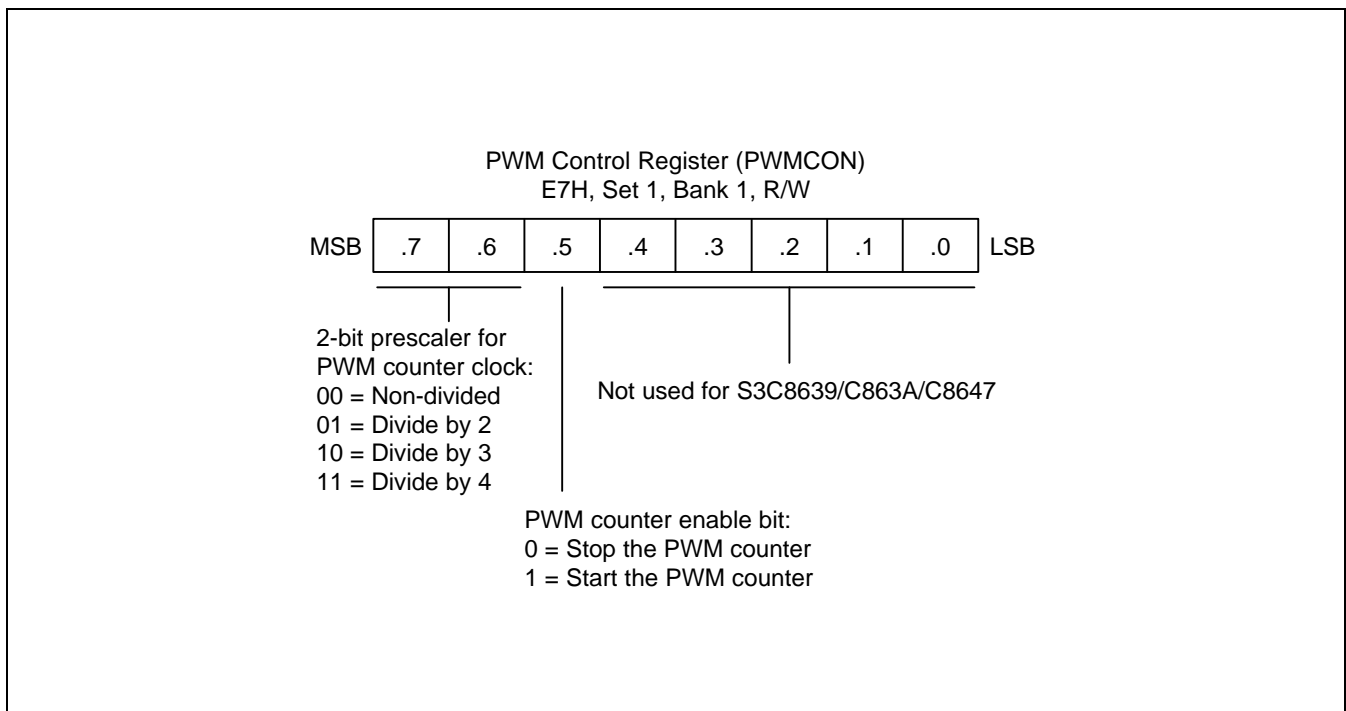 PWM Control Register (PWMCON)
E7H, Set 1, Bank 1, R/W
MSB .7 .6 .5 .4 .3 .2 .1 .0 LSB
2-bit prescaler for
PWM counter clock:
00 = Non-divided
01 = Divide by 2
10 = Divide by 3
11 = Divide by 4
Not used for S3C8639/C863A/C8647
PWM counter enable bit:
0 = Stop the PWM counter
1 = Start the PWM counter